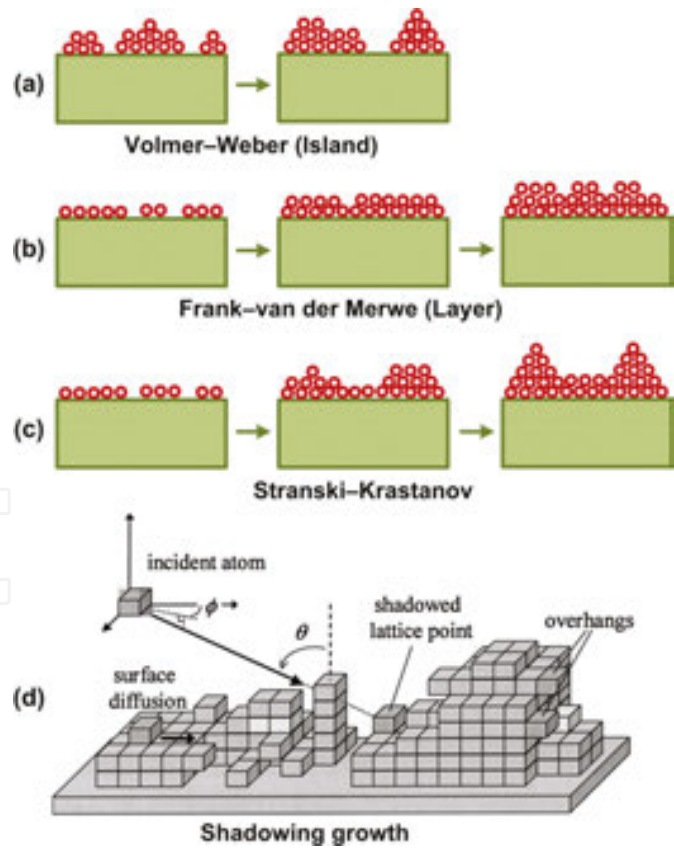 (a)
Volmer–Weber (Island)
(b)
Frank–van der Merwe (Layer)
(c)
Stranski–Krastanov
(d)
incident atom
ϕ
θ
shadowed
lattice point
overhangs
surface
diffusion
Shadowing growth